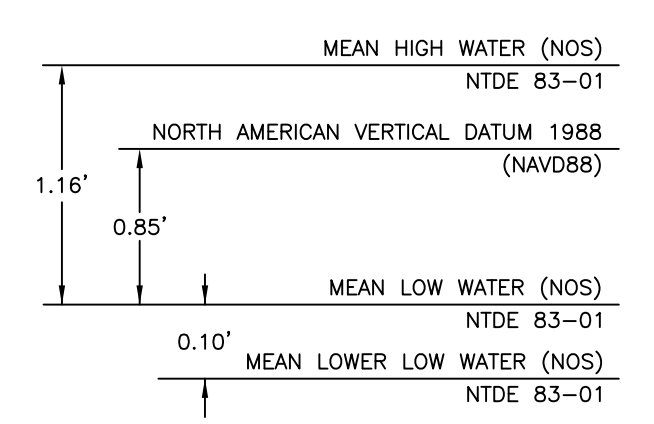 MEAN HIGH WATER (NOS)
NTDE 83-01
NORTH AMERICAN VERTICAL DATUM 1988
(NAVD88)
1.16'
0.85'
MEAN LOW WATER (NOS)
NTDE 83-01
0.10'
MEAN LOWER LOW WATER (NOS)
NTDE 83-01